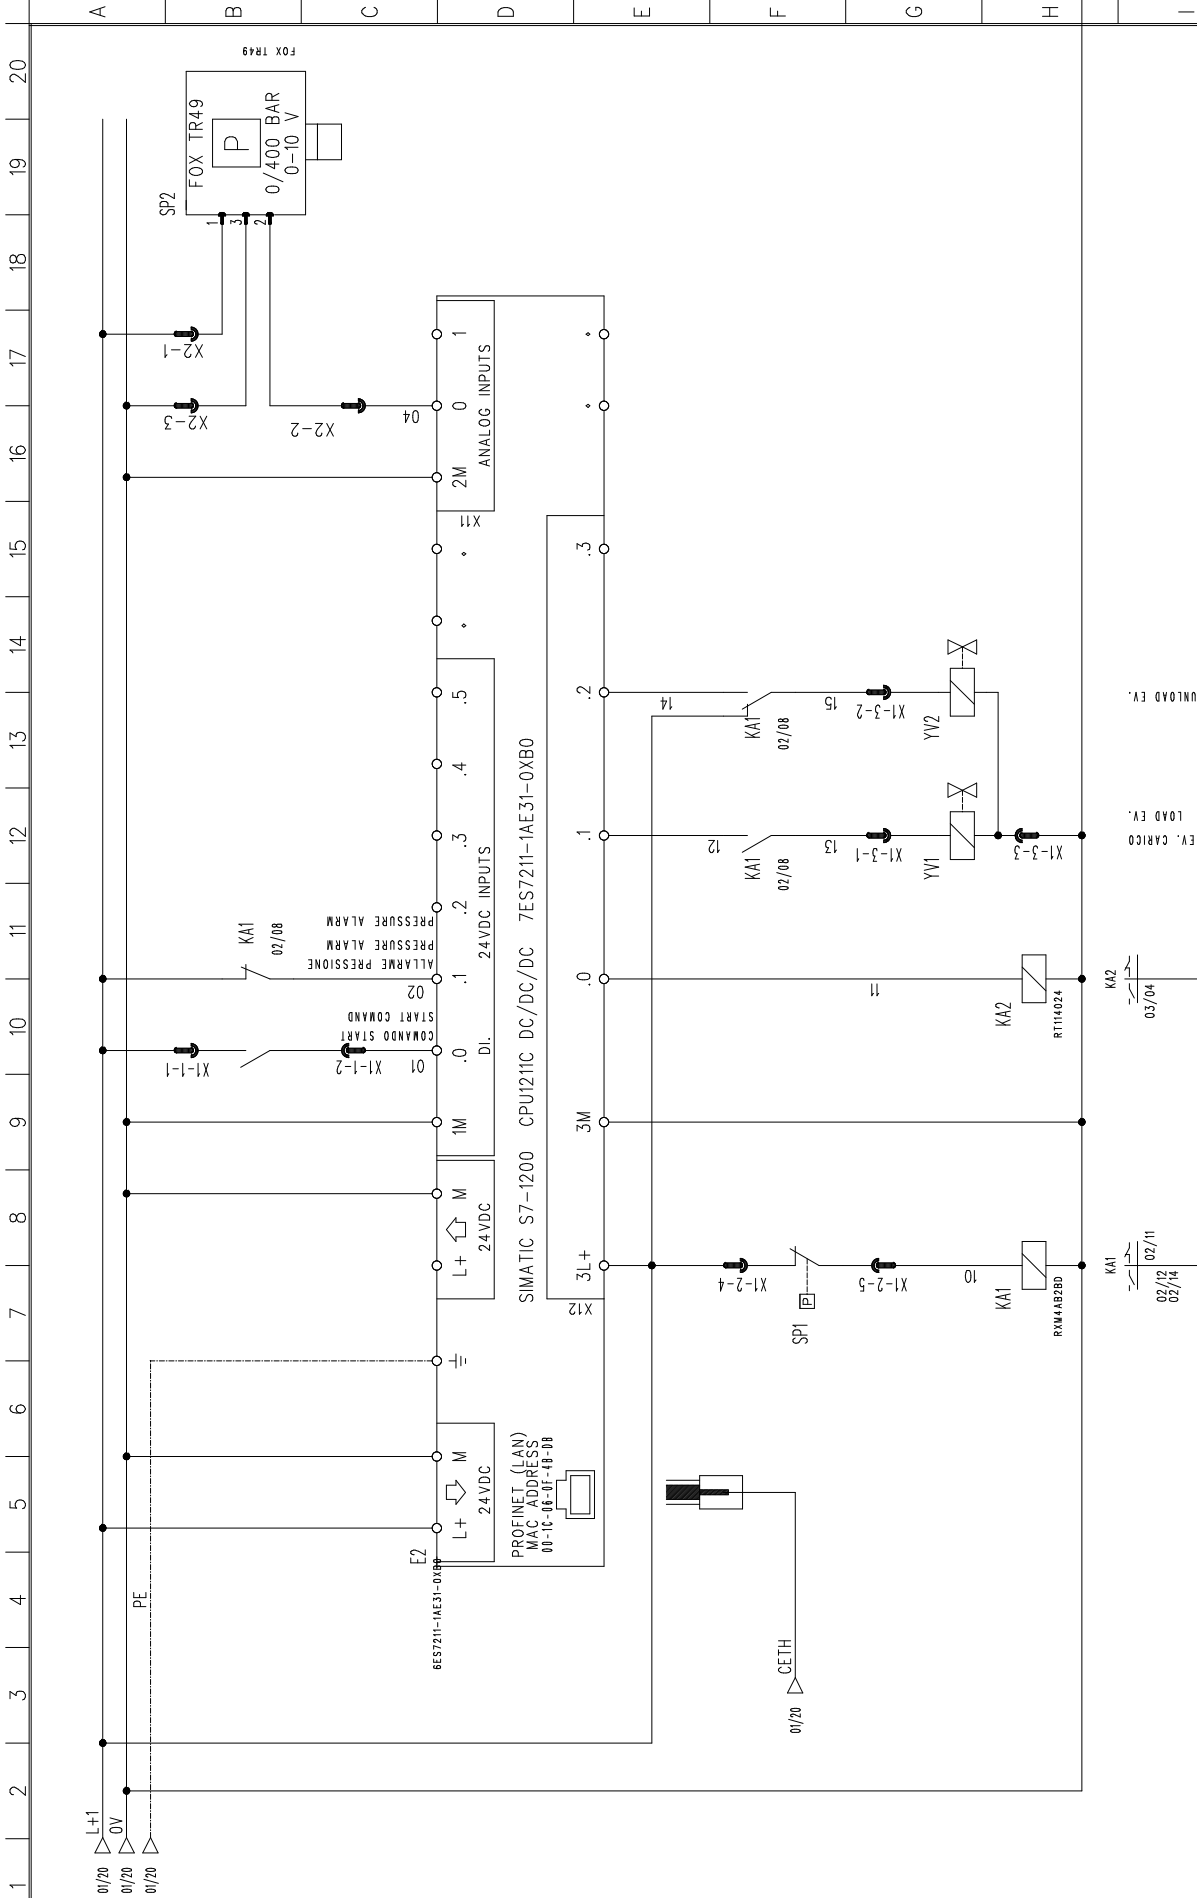 A B C D E F G H I
1 2 3 4 5 6 7 8 9 10 11 12 13 14 15 16 17 18 19 20
01/20 L+1
01/20 0V
01/20
PE
X1-1-1
X1-1-2
01
COMANDO START
START COMAND
KA1
02/08
02
ALLARME PRESSIONE
PRESSURE ALARM
PRESSURE ALARM
X2-3
X2-1
X2-2
04
SP2
FOX TR49
P
0/400 BAR
0-10 V
1
3
2
FOX TR49
E2
6ES7211-1AE31-0XB0
L+ M
24VDC
L+ M
24VDC
1M .0 .1 .2 .3 .4 .5
DI. 24VDC INPUTS
X11
2M 0 1
ANALOG INPUTS
PROFINET (LAN)
MAC ADDRESS
00-1C-06-0F-4B-DB
SIMATIC S7-1200 CPU1211C DC/DC/DC 7ES7211-1AE31-0XB0
X12
3L+ 3M .0 .1 .2 .3
01/20
CETH
SP1
P
X1-2-4
X1-2-5
10
KA1
RXM4AB2BD
11
KA2
RT114024
12
KA1
02/08
13
X1-3-1
YV1
X1-3-3
14
KA1
02/08
15
X1-3-2
YV2
KA1
02/12
02/14
02/11
KA2
03/04
EV. CARICO
LOAD EV.
UNLOAD EV.